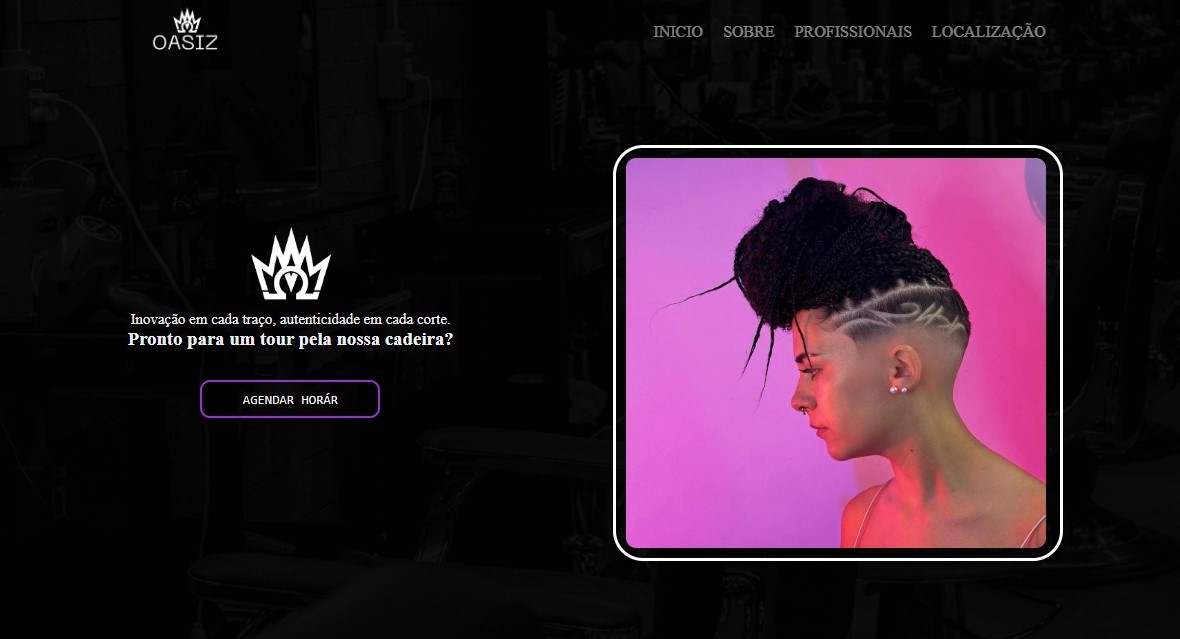 OASIZ
INICIO SOBRE PROFISSIONAIS LOCALIZAÇÃO
Inovação em cada traço, autenticidade em cada corte.
Pronto para um tour pela nossa cadeira?
AGENDAR HORÁR